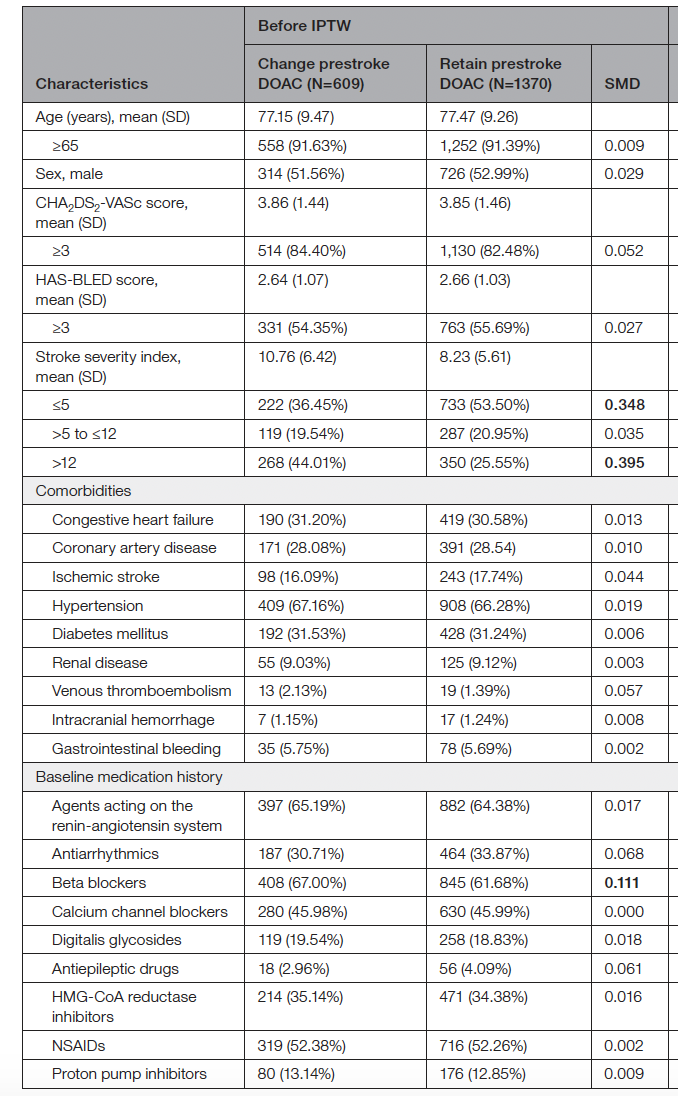 Before IPTW
Characteristics
Change prestroke
DOAC (N=609)
Retain prestroke
DOAC (N=1370)
SMD
Age (years), mean (SD) 77.15 (9.47) 77.47 (9.26)
≥65 558 (91.63%) 1,252 (91.39%) 0.009
Sex, male 314 (51.56%) 726 (52.99%) 0.029
CHA₂DS₂-VASc score, 3.86 (1.44) 3.85 (1.46)
mean (SD)
≥3 514 (84.40%) 1,130 (82.48%) 0.052
HAS-BLED score, 2.64 (1.07) 2.66 (1.03)
mean (SD)
≥3 331 (54.35%) 763 (55.69%) 0.027
Stroke severity index, 10.76 (6.42) 8.23 (5.61)
mean (SD)
≤5 222 (36.45%) 733 (53.50%) 0.348
>5 to ≤12 119 (19.54%) 287 (20.95%) 0.035
>12 268 (44.01%) 350 (25.55%) 0.395
Comorbidities
Congestive heart failure 190 (31.20%) 419 (30.58%) 0.013
Coronary artery disease 171 (28.08%) 391 (28.54) 0.010
Ischemic stroke 98 (16.09%) 243 (17.74%) 0.044
Hypertension 409 (67.16%) 908 (66.28%) 0.019
Diabetes mellitus 192 (31.53%) 428 (31.24%) 0.006
Renal disease 55 (9.03%) 125 (9.12%) 0.003
Venous thromboembolism 13 (2.13%) 19 (1.39%) 0.057
Intracranial hemorrhage 7 (1.15%) 17 (1.24%) 0.008
Gastrointestinal bleeding 35 (5.75%) 78 (5.69%) 0.002
Baseline medication history
Agents acting on the 397 (65.19%) 882 (64.38%) 0.017
renin-angiotensin system
Antiarrhythmics 187 (30.71%) 464 (33.87%) 0.068
Beta blockers 408 (67.00%) 845 (61.68%) 0.111
Calcium channel blockers 280 (45.98%) 630 (45.99%) 0.000
Digitalis glycosides 119 (19.54%) 258 (18.83%) 0.018
Antiepileptic drugs 18 (2.96%) 56 (4.09%) 0.061
HMG-CoA reductase 214 (35.14%) 471 (34.38%) 0.016
inhibitors
NSAIDs 319 (52.38%) 716 (52.26%) 0.002
Proton pump inhibitors 80 (13.14%) 176 (12.85%) 0.009